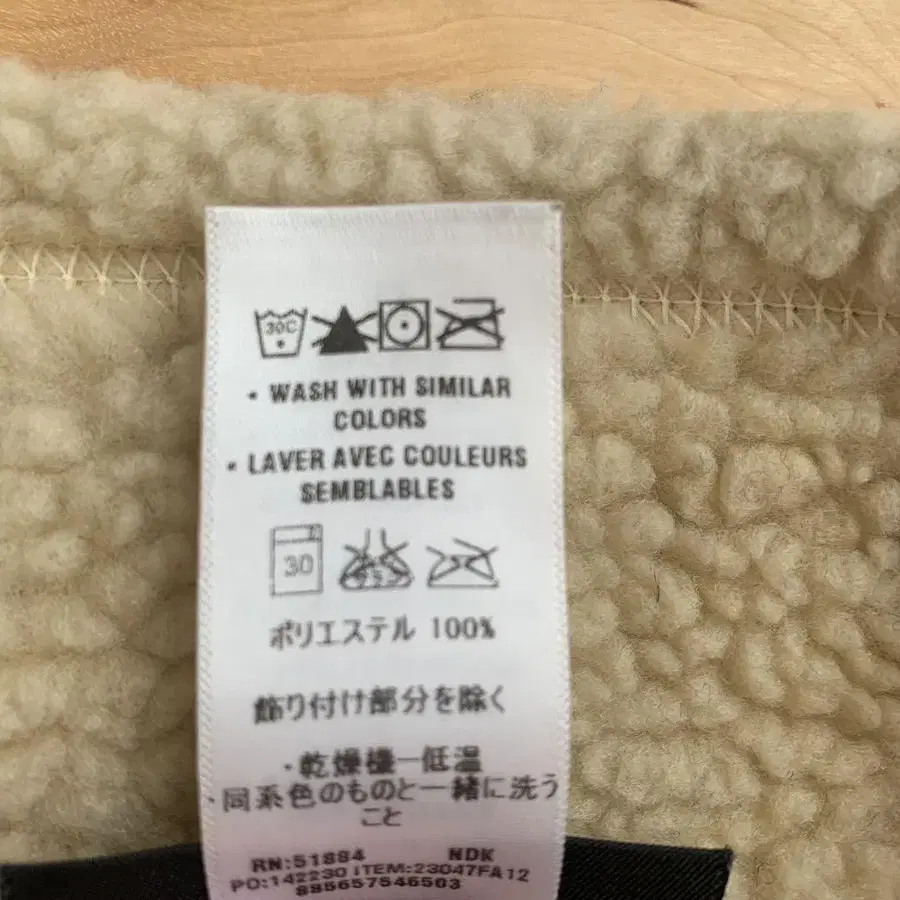 30C
• WASH WITH SIMILAR
COLORS
• LAVER AVEC COULEURS
SEMBLABLES
30
ポリエステル 100%
飾り付け部分を除く
・乾燥機一低温
・同系色のものと一緒に洗う
こと
RN:51884 NDK
PO:142230 ITEM:23047FA12
885657546503